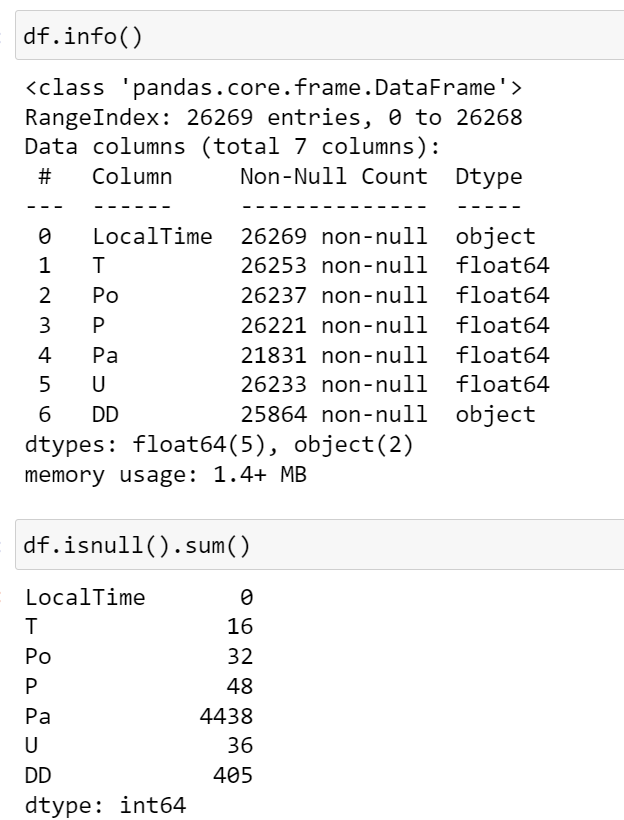 df.info()
<class 'pandas.core.frame.DataFrame'>
RangeIndex: 26269 entries, 0 to 26268
Data columns (total 7 columns):
 #   Column     Non-Null Count  Dtype
---  ------     --------------  -----
 0   LocalTime  26269 non-null  object
 1   T          26253 non-null  float64
 2   Po         26237 non-null  float64
 3   P          26221 non-null  float64
 4   Pa         21831 non-null  float64
 5   U          26233 non-null  float64
 6   DD         25864 non-null  object
dtypes: float64(5), object(2)
memory usage: 1.4+ MB
df.isnull().sum()
LocalTime       0
T              16
Po             32
P              48
Pa           4438
U              36
DD            405
dtype: int64